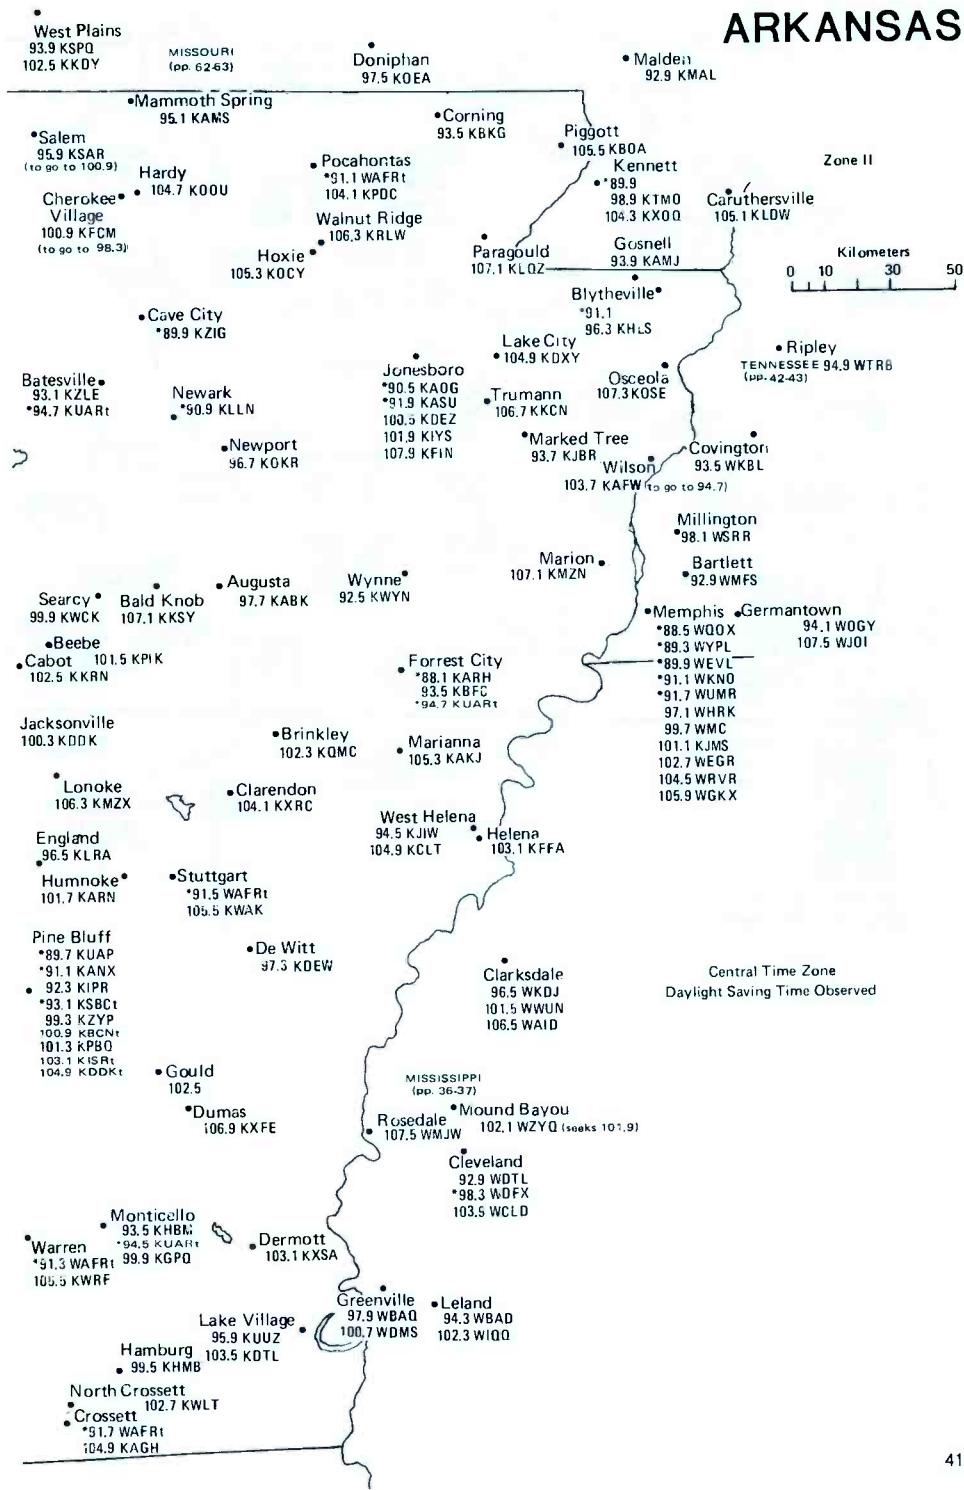 ARKANSAS
West Plains
93.9 KSPQ
102.5 KKDY
MISSOURI
(pp. 62-63)
Doniphan
97.5 KOEA
Malden
92.9 KMAL
Mammoth Spring
95.1 KAMS
Corning
93.5 KBKG
Piggott
105.5 KBOA
Salem
95.9 KSAR
(to go to 100.9)
Hardy
104.7 KOOU
Pocahontas
*91.1 WAFRt
104.1 KPDC
Kennett
*89.9
98.9 KTMO
104.3 KXOQ
Zone II
Cherokee
Village
100.9 KFCM
(to go to 98.3)
Walnut Ridge
106.3 KRLW
Caruthersville
105.1 KLOW
Hoxie
105.3 KOCY
Paragould
107.1 KLQZ
Gosnell
93.9 KAMJ
Kilometers
0 10 30 50
Blytheville
*91.1
96.3 KHLS
Cave City
*89.9 KZIG
Lake City
104.9 KDXY
Ripley
TENNESSEE 94.9 WTRB
(pp. 42-43)
Batesville
93.1 KZLE
*94.7 KUARt
Newark
*90.9 KLLN
Jonesboro
*90.5 KAOG
*91.9 KASU
100.5 KDEZ
101.9 KIYS
107.9 KFIN
Trumann
106.7 KKCN
Osceola
107.3 KOSE
Newport
96.7 KOKR
Marked Tree
93.7 KJBR
Covington
93.5 WKBL
Wilson
103.7 KAFW (to go to 94.7)
Millington
98.1 WSRR
Marion
107.1 KMZN
Bartlett
92.9 WMFS
Searcy
99.9 KWCK
Bald Knob
107.1 KKSY
Augusta
97.7 KABK
Wynne
92.5 KWYN
Memphis
*88.5 WQOX
*89.3 WYPL
*89.9 WEVL
*91.1 WKNO
*91.7 WUMR
97.1 WHRK
99.7 WMC
101.1 KJMS
102.7 WEGR
104.5 WRVR
105.9 WGKX
Germantown
94.1 WOGY
107.5 WJOI
Beebe
101.5 KPIK
Cabot
102.5 KKRN
Forrest City
*88.1 KARH
93.5 KBFC
*94.7 KUARt
Jacksonville
100.3 KDDK
Brinkley
102.3 KQMC
Marianna
105.3 KAKJ
Lonoke
106.3 KMZX
Clarendon
104.1 KXRC
West Helena
94.5 KJIW
104.9 KCLT
Helena
103.1 KFFA
England
96.5 KLRA
Humnoke
101.7 KARN
Stuttgart
*91.5 WAFRt
105.5 KWAK
Pine Bluff
*89.7 KUAP
*91.1 KANX
92.3 KIPR
*93.1 KSBCt
99.3 KZYP
100.9 KBCNt
101.3 KPBQ
103.1 KISRt
104.9 KDDKt
De Witt
97.3 KDEW
Clarksdale
96.5 WKDJ
101.5 WWUN
106.5 WAID
Central Time Zone
Daylight Saving Time Observed
Gould
102.5
MISSISSIPPI
(pp. 36-37)
Dumas
106.9 KXFE
Rosedale
107.5 WMJW
Mound Bayou
102.1 WZYQ (seeks 101.9)
Cleveland
92.9 WDTL
*98.3 WDFX
103.5 WCLD
Monticello
93.5 KHBM
*94.5 KUARt
99.9 KGPQ
Warren
*91.3 WAFRt
105.5 KWRF
Dermott
103.1 KXSA
Greenville
97.9 WBAQ
100.7 WDMS
Leland
94.3 WBAD
102.3 WIQQ
Lake Village
95.9 KUUZ
103.5 KDTL
Hamburg
99.5 KHMB
North Crossett
102.7 KWLT
Crossett
*91.7 WAFRt
104.9 KAGH
41